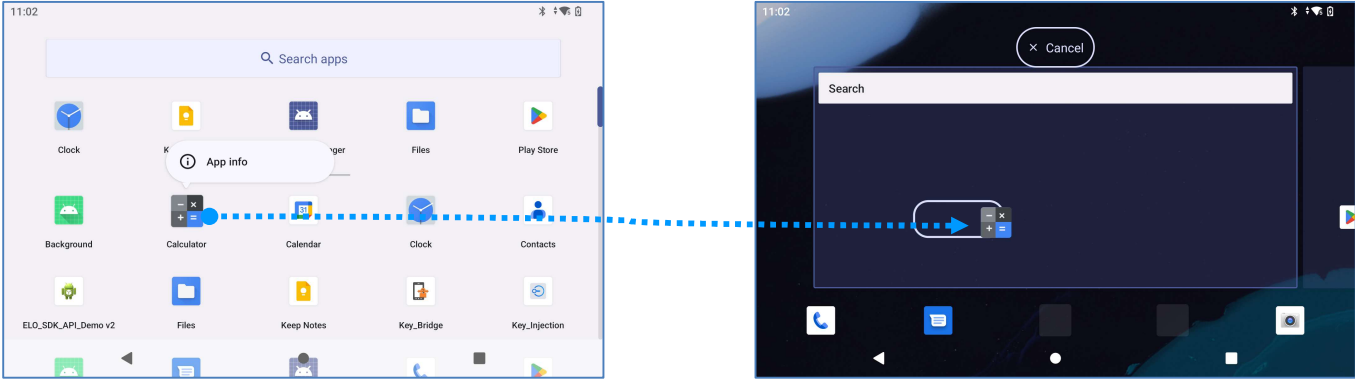 11:02
Search apps
Clock
Files
Play Store
App info
Background
Calculator
Calendar
Clock
Contacts
ELO_SDK_API_Demo v2
Files
Keep Notes
Key_Bridge
Key_Injection
11:02
× Cancel
Search